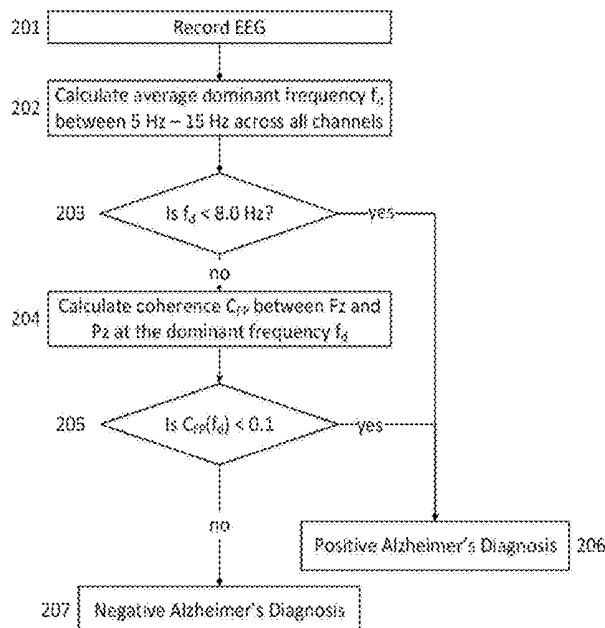 201 Record EEG
202 Calculate average dominant frequency fd
between 5 Hz – 15 Hz across all channels
203 Is fd < 8.0 Hz? yes
no
204 Calculate coherence CFP between Fz and
Pz at the dominant frequency fd
205 Is CFP(fd) < 0.1 yes
no
Positive Alzheimer's Diagnosis 206
207 Negative Alzheimer's Diagnosis